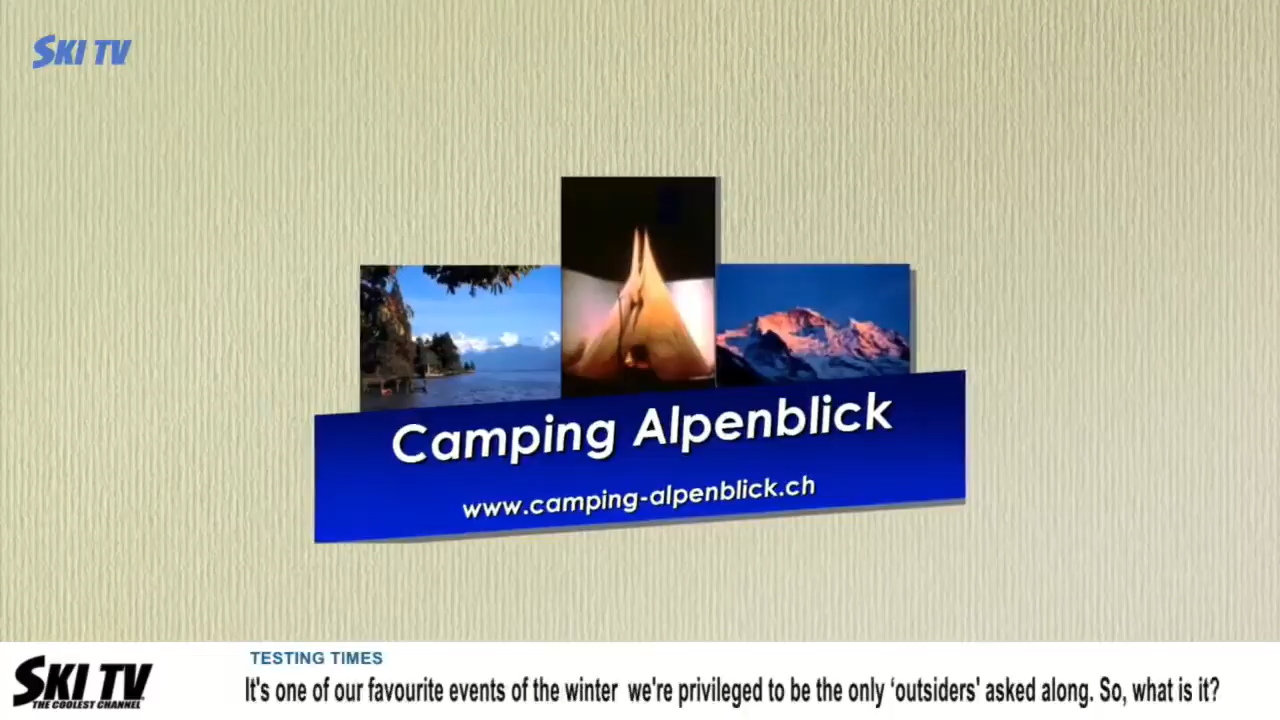 SKI TV
Camping Alpenblick
www.camping-alpenblick.ch
TESTING TIMES
It's one of our favourite events of the winter  we're privileged to be the only ‘outsiders' asked along. So, what is it?
SKI TV
THE COOLEST CHANNEL